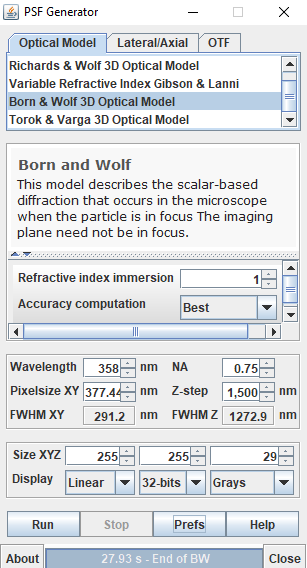 PSF Generator
Optical Model Lateral/Axial OTF
Richards & Wolf 3D Optical Model
Variable Refractive Index Gibson & Lanni
Born & Wolf 3D Optical Model
Torok & Varga 3D Optical Model
Born and Wolf
This model describes the scalar-based
diffraction that occurs in the microscope
when the particle is in focus The imaging
plane need not be in focus.
Refractive index immersion 1
Accuracy computation Best
Wavelength 358 nm NA 0.75
Pixelsize XY 377.44 nm Z-step 1,500 nm
FWHM XY 291.2 nm FWHM Z 1272.9 nm
Size XYZ 255 255 29
Display Linear 32-bits Grays
Run Stop Prefs Help
About 27.93 s - End of BW Close